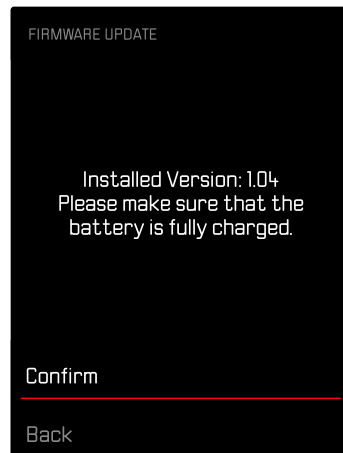 FIRMWARE UPDATE
Installed Version: 1.04
Please make sure that the
battery is fully charged.
Confirm
Back